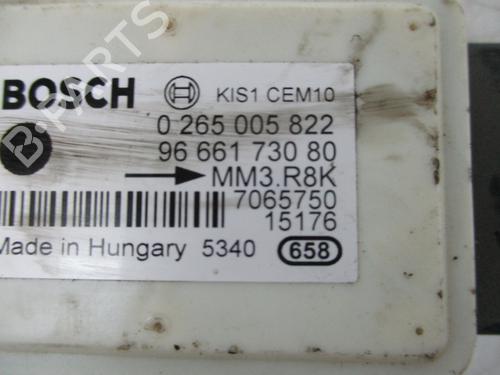 BOSCH KIS1 CEM10
0 265 005 822
96 661 730 80
MM3.R8K
7065750
15176
Made in Hungary 5340 658
B-PARTS